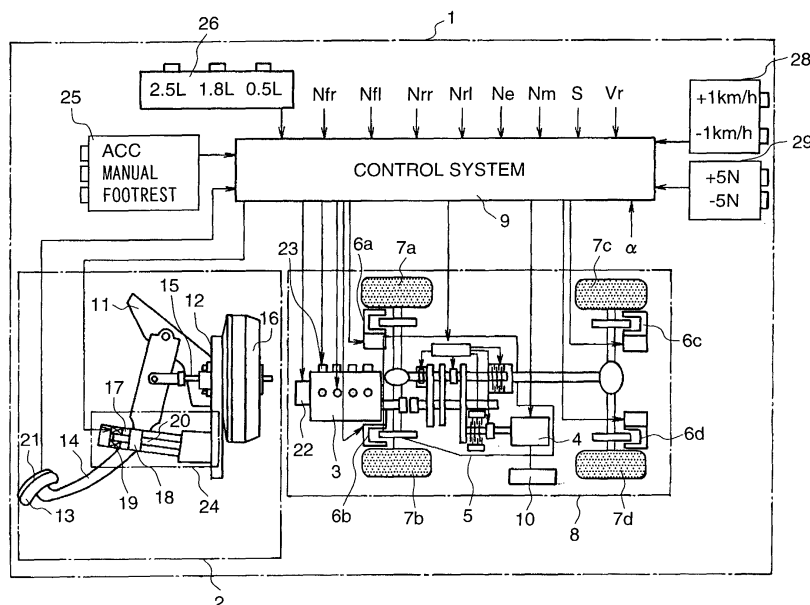 1
26
2.5L 1.8L 0.5L
Nfr Nfl Nrr Nrl Ne Nm S Vr
28
+1km/h
-1km/h
25
ACC
MANUAL
FOOTREST
CONTROL SYSTEM
9
29
+5N
-5N
α
23 6a 7a 7c
11 15 12 16
6c
17 20
22
3
4
6d
21 14
19 18
13
24
6b 7b 5 10 7d
8
2